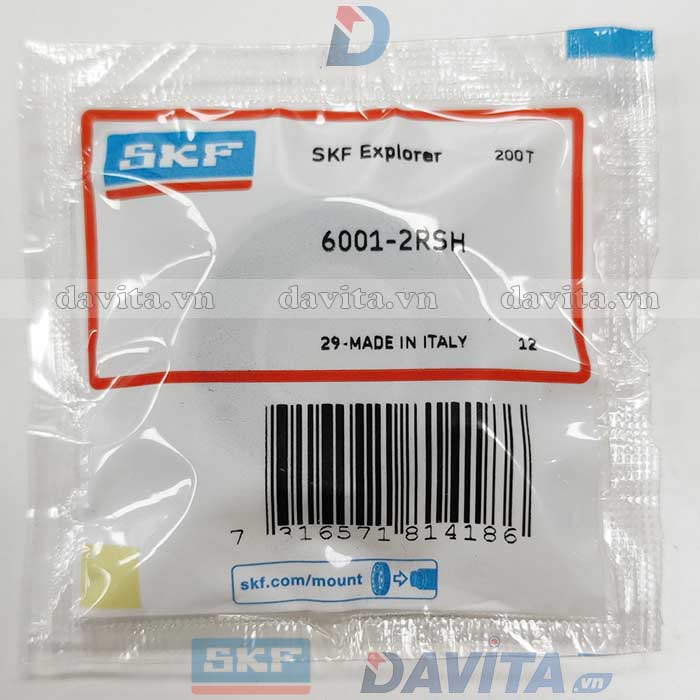 D
SKF SKF Explorer 200T
6001-2RSH
davita.vn davita.vn davita.vn
29-MADE IN ITALY 12
7 316571 814186
skf.com/mount
SKF DAVITA.vn